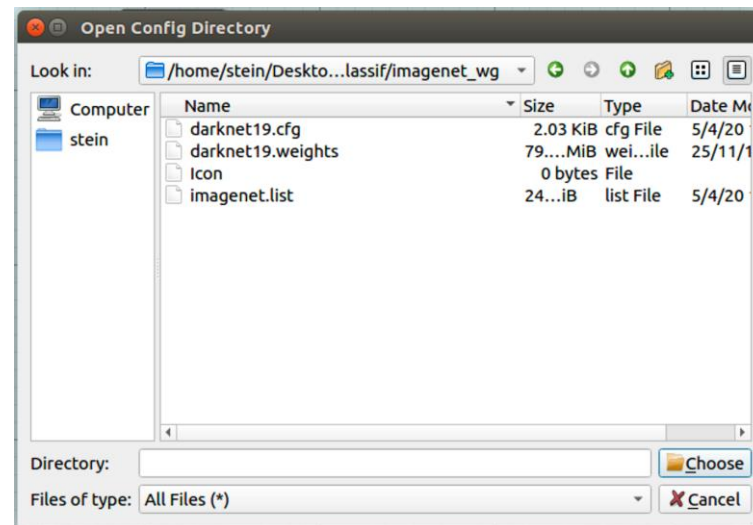 Open Config Directory
Look in: /home/stein/Deskto...lassif/imagenet_wg
Computer
stein
Name Size Type Date Mo
darknet19.cfg 2.03 KiB cfg File 5/4/20
darknet19.weights 79....MiB wei...ile 25/11/1
Icon 0 bytes File
imagenet.list 24...iB list File 5/4/20
Directory: Choose
Files of type: All Files (*) Cancel